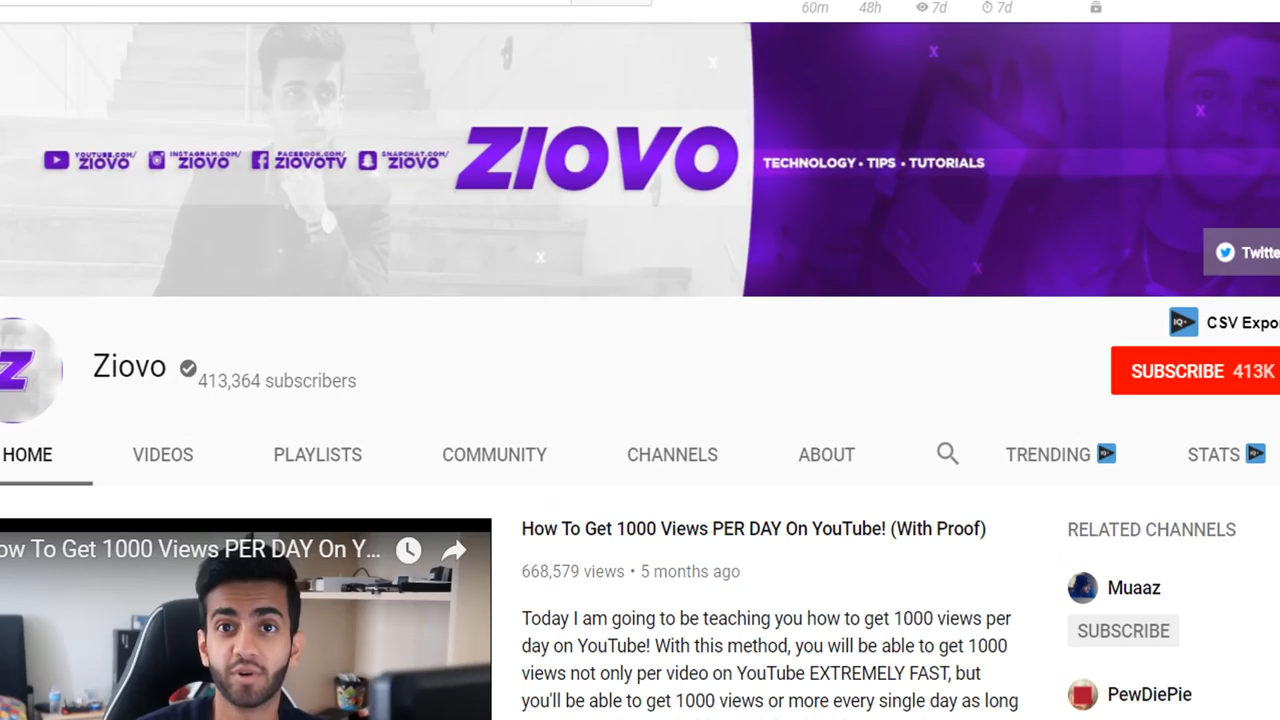 60m 48h 7d 7d
YOUTUBE.COM/ INSTAGRAM.COM/ FACEBOOK.COM/ SNAPCHAT.COM/
ZIOVO ZIOVO ZIOVOTV ZIOVO
ZIOVO
TECHNOLOGY • TIPS • TUTORIALS
Twitte
Z
Ziovo
413,364 subscribers
IQ CSV Expo
SUBSCRIBE 413K
HOME VIDEOS PLAYLISTS COMMUNITY CHANNELS ABOUT TRENDING STATS
ow To Get 1000 Views PER DAY On Y...
How To Get 1000 Views PER DAY On YouTube! (With Proof)
668,579 views • 5 months ago
Today I am going to be teaching you how to get 1000 views per
day on YouTube! With this method, you will be able to get 1000
views not only per video on YouTube EXTREMELY FAST, but
you'll be able to get 1000 views or more every single day as long
RELATED CHANNELS
Muaaz
SUBSCRIBE
PewDiePie